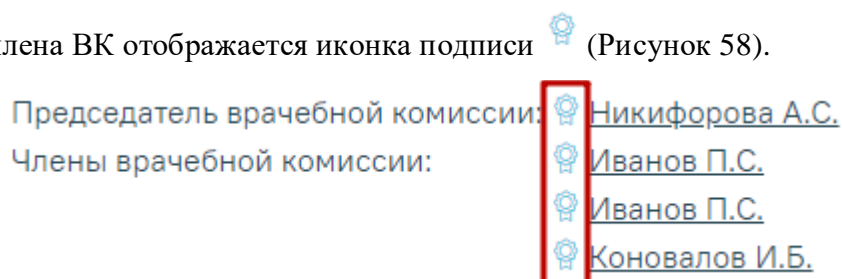 лена ВК отображается иконка подписи (Рисунок 58).
Председатель врачебной комиссии: Никифорова А.С.
Члены врачебной комиссии: Иванов П.С.
Иванов П.С.
Коновалов И.Б.